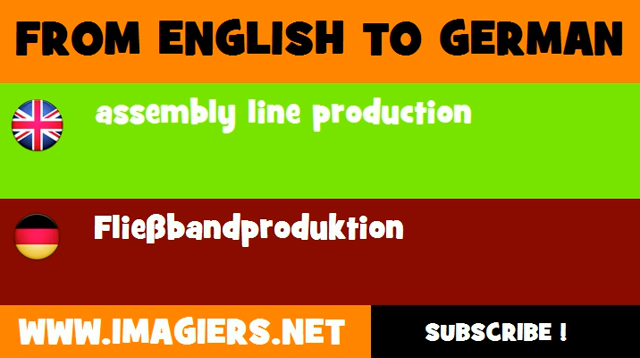 FROM ENGLISH TO GERMAN
assembly line production
Fließbandproduktion
WWW.IMAGIERS.NET
SUBSCRIBE !